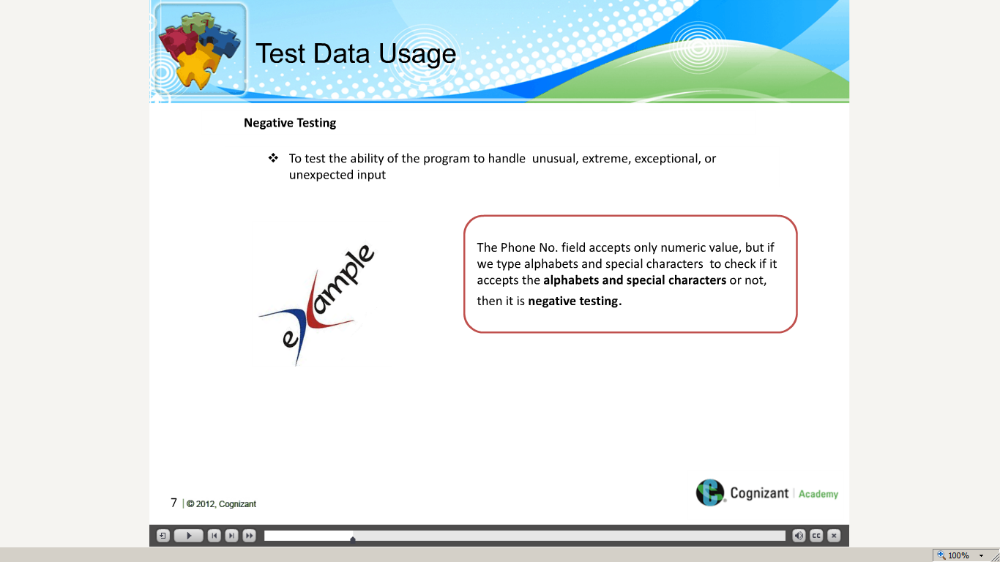 Test Data Usage
Negative Testing
❖ To test the ability of the program to handle  unusual, extreme, exceptional, or
unexpected input
eXample
The Phone No. field accepts only numeric value, but if
we type alphabets and special characters  to check if it
accepts the alphabets and special characters or not,
then it is negative testing.
7 | © 2012, Cognizant
Cognizant | Academy
CC
100%